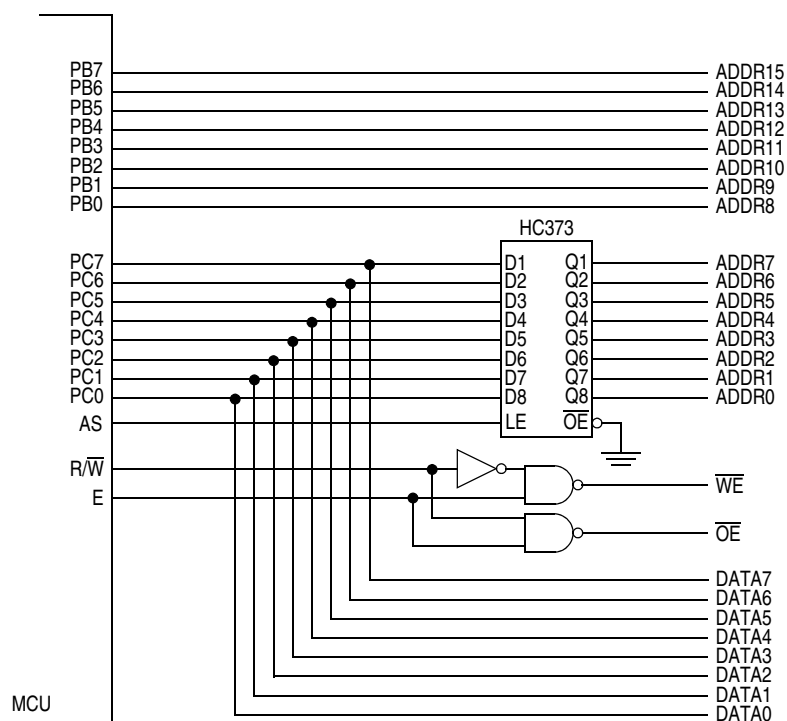 PB7 ADDR15
PB6 ADDR14
PB5 ADDR13
PB4 ADDR12
PB3 ADDR11
PB2 ADDR10
PB1 ADDR9
PB0 ADDR8
HC373
PC7 D1 Q1 ADDR7
PC6 D2 Q2 ADDR6
PC5 D3 Q3 ADDR5
PC4 D4 Q4 ADDR4
PC3 D5 Q5 ADDR3
PC2 D6 Q6 ADDR2
PC1 D7 Q7 ADDR1
PC0 D8 Q8 ADDR0
AS LE O̅E̅
R/W̅ W̅E̅
E
O̅E̅
DATA7
DATA6
DATA5
DATA4
DATA3
DATA2
DATA1
MCU DATA0